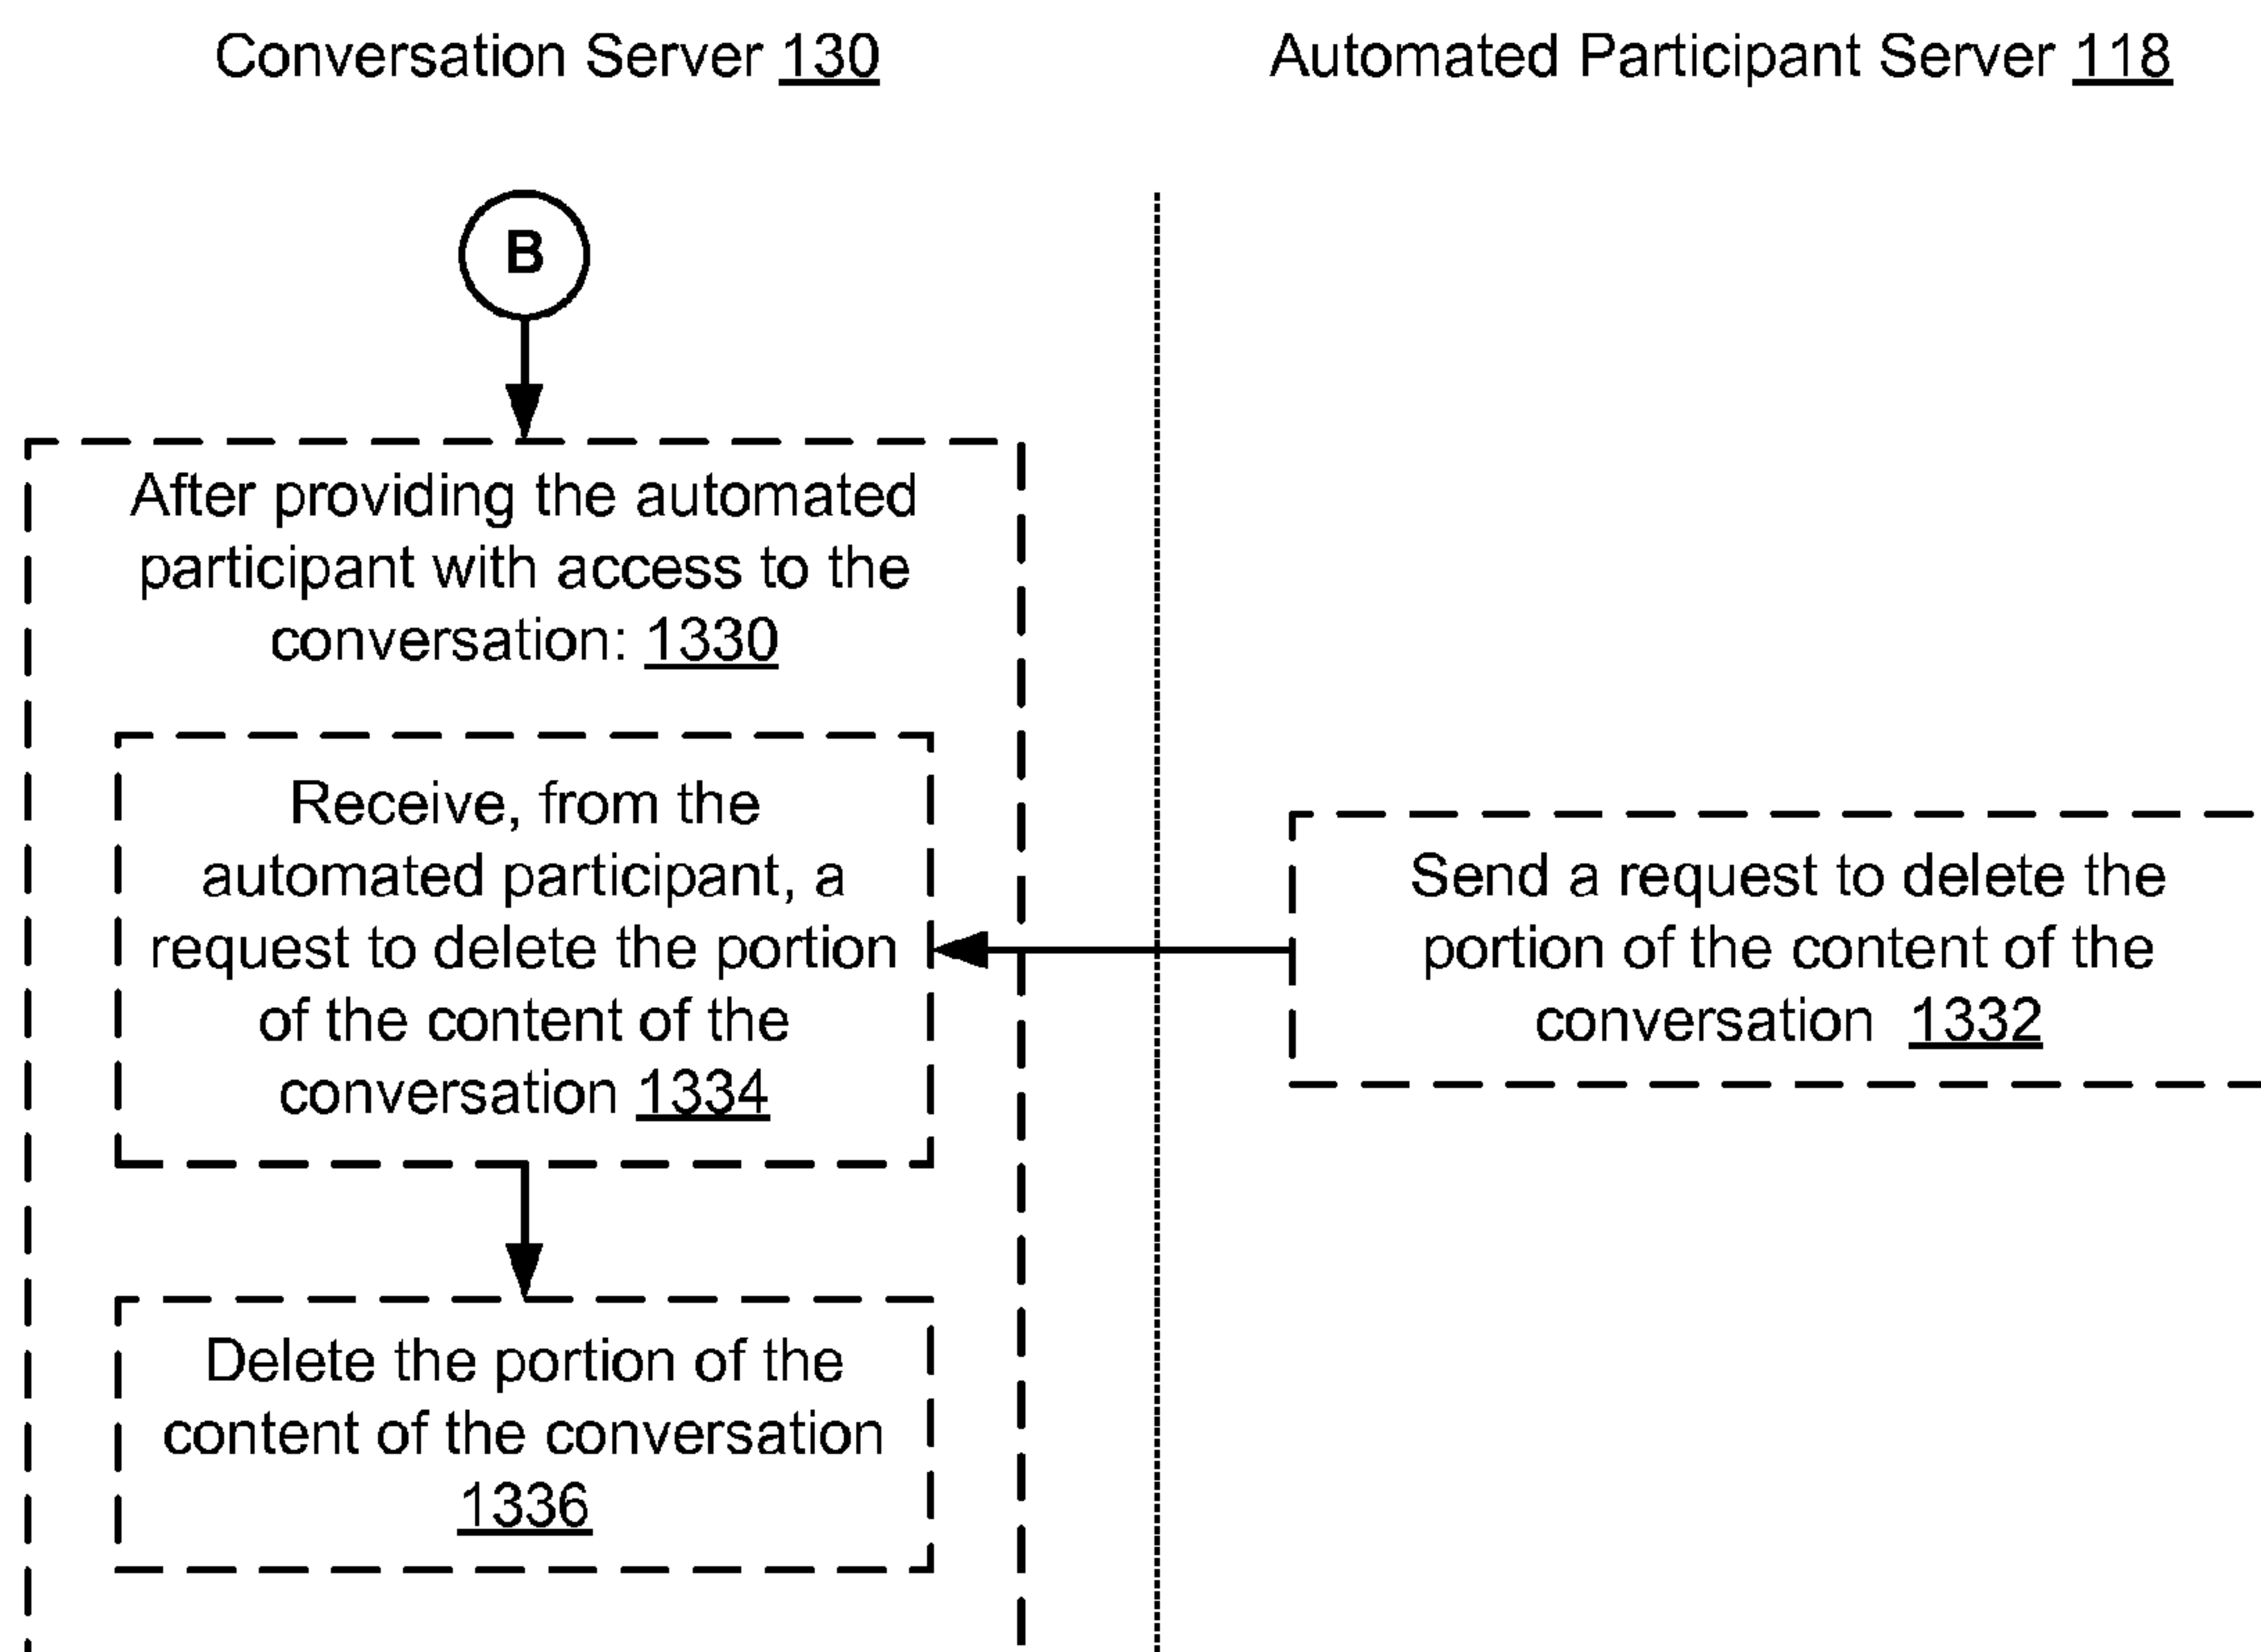 Conversation Server 130
Automated Participant Server 118
B
After providing the automated
participant with access to the
conversation: 1330
Receive, from the
automated participant, a
request to delete the portion
of the content of the
conversation 1334
Send a request to delete the
portion of the content of the
conversation 1332
Delete the portion of the
content of the conversation
1336